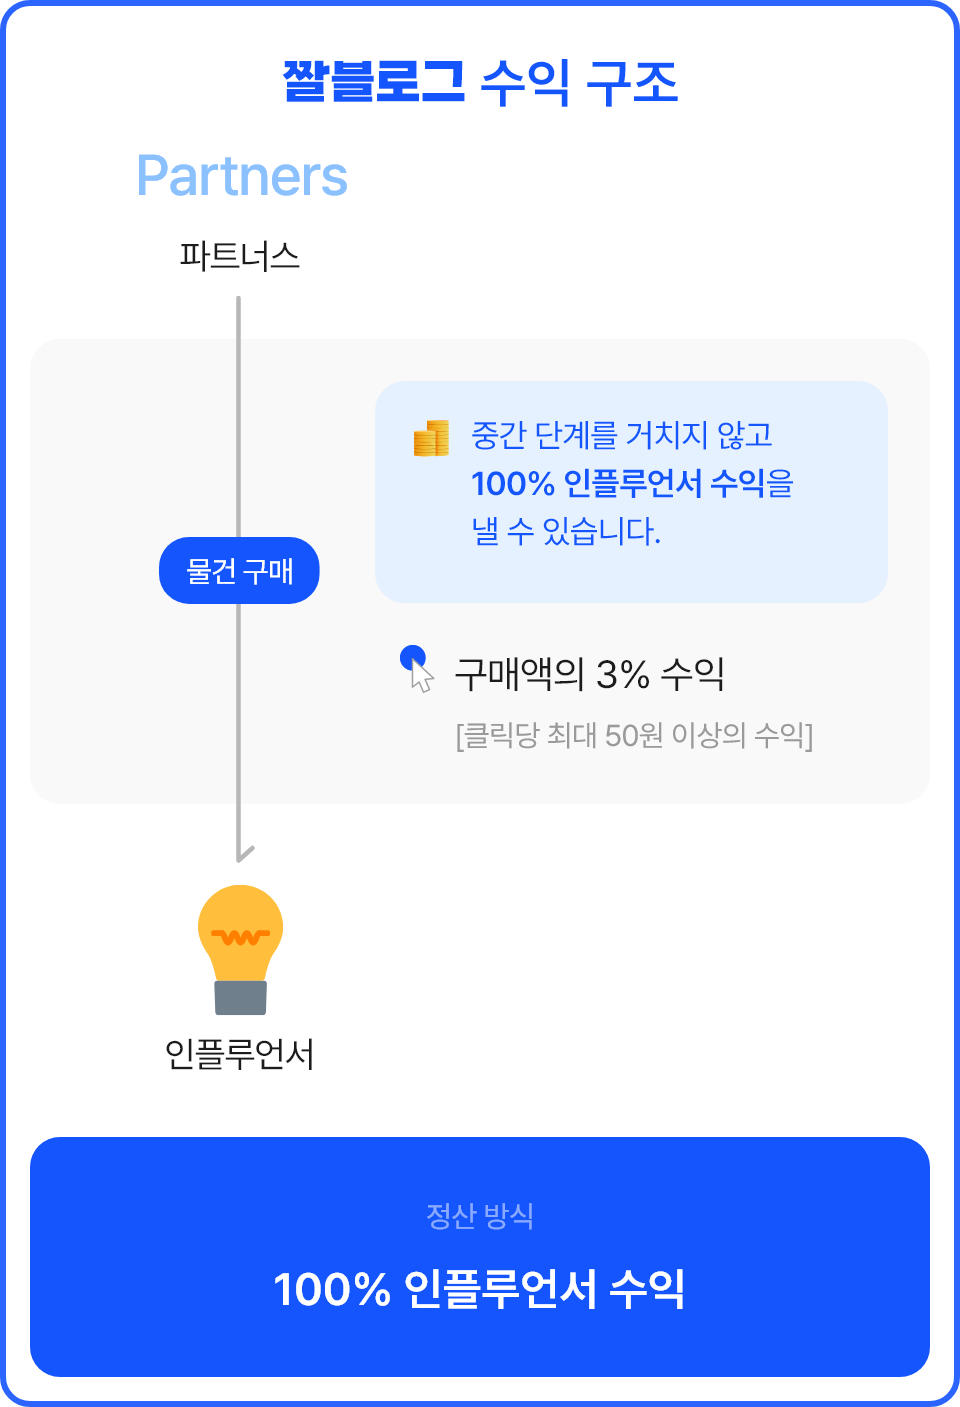 짤블로그 수익 구조
Partners
파트너스
중간 단계를 거치지 않고
100% 인플루언서 수익을
낼 수 있습니다.
물건 구매
구매액의 3% 수익
[클릭당 최대 50원 이상의 수익]
인플루언서
정산 방식
100% 인플루언서 수익